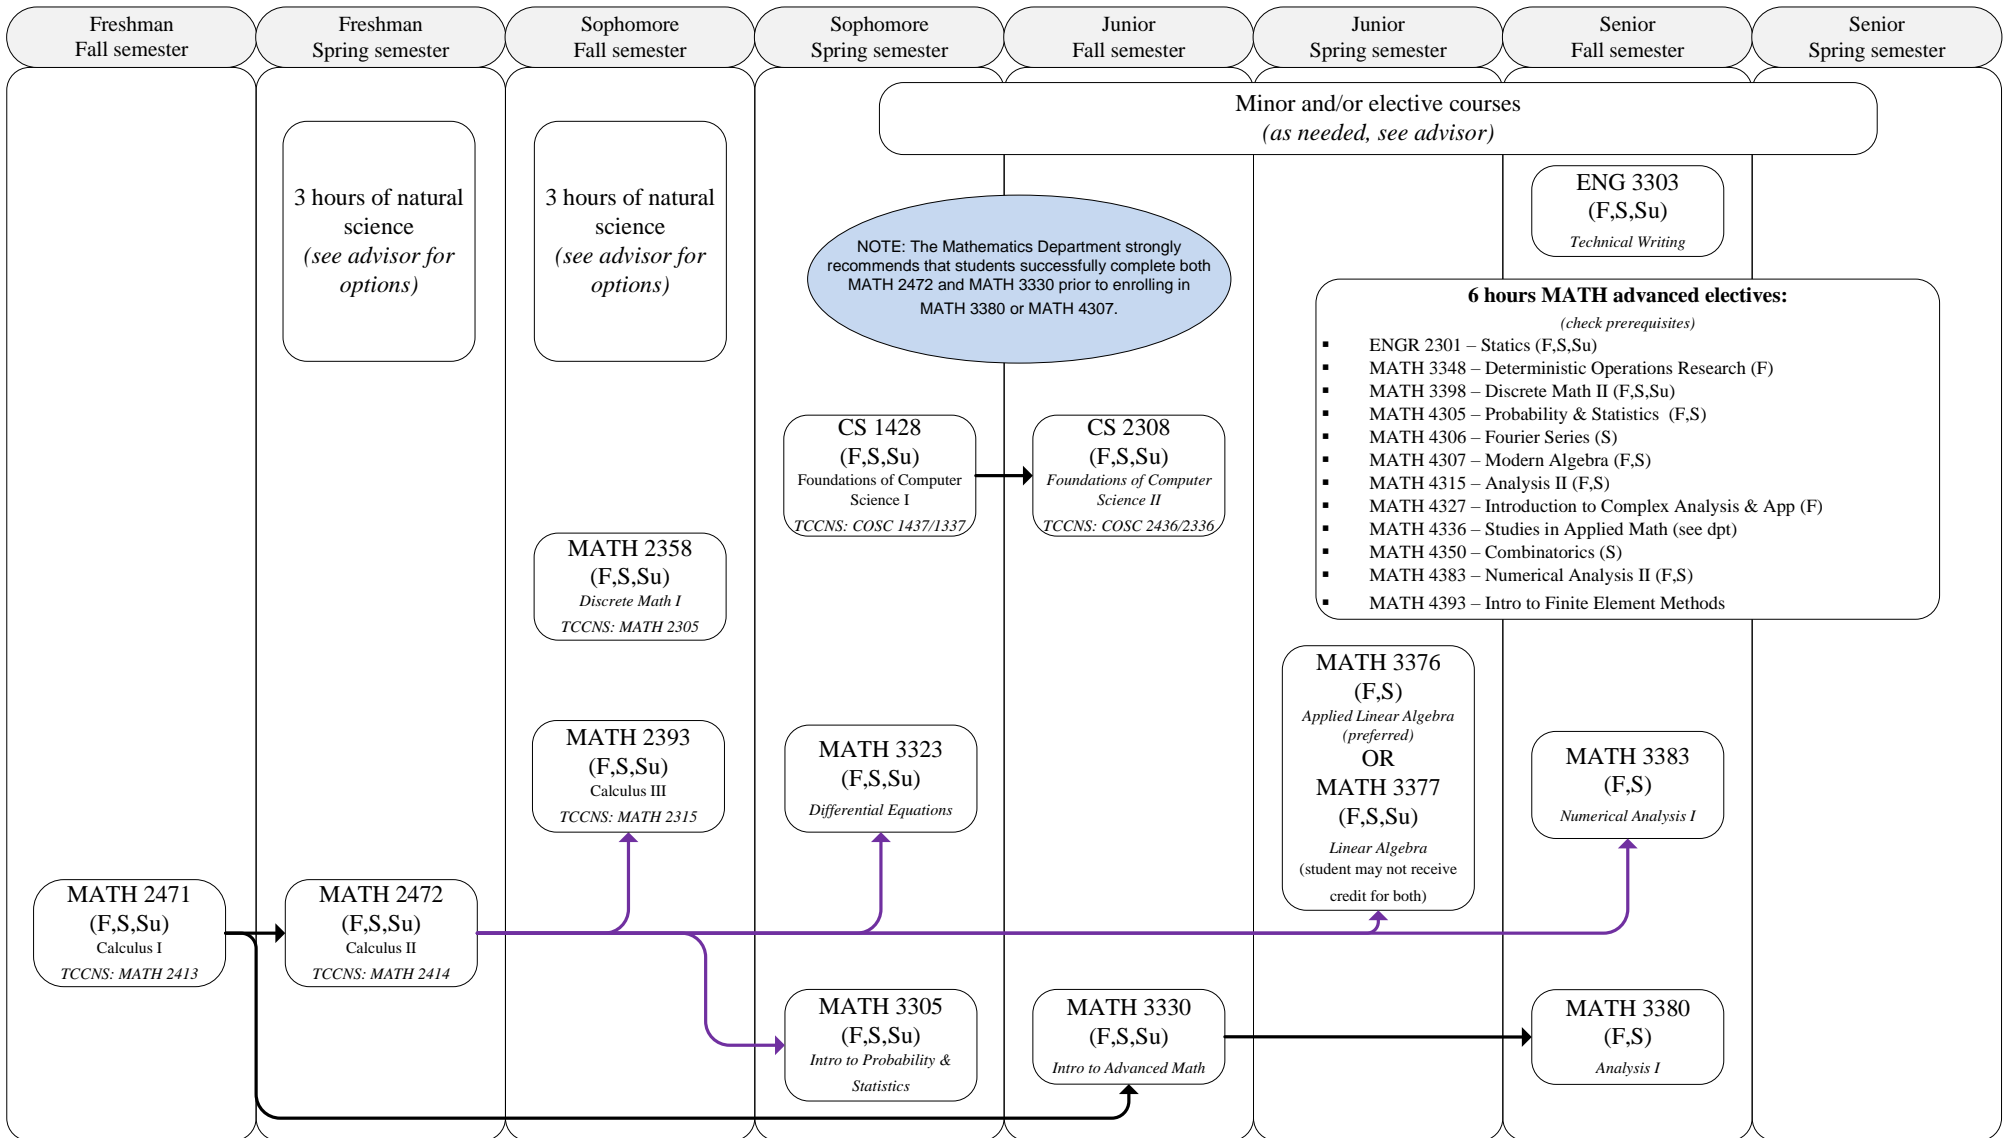 Freshman
Fall semester
Freshman
Spring semester
Sophomore
Fall semester
Sophomore
Spring semester
Junior
Fall semester
Junior
Spring semester
Senior
Fall semester
Senior
Spring semester
Minor and/or elective courses
(as needed, see advisor)
3 hours of natural
science
(see advisor for
options)
3 hours of natural
science
(see advisor for
options)
NOTE: The Mathematics Department strongly
recommends that students successfully complete both
MATH 2472 and MATH 3330 prior to enrolling in
MATH 3380 or MATH 4307.
ENG 3303
(F,S,Su)
Technical Writing
6 hours MATH advanced electives:
(check prerequisites)
▪ ENGR 2301 – Statics (F,S,Su)
▪ MATH 3348 – Deterministic Operations Research (F)
▪ MATH 3398 – Discrete Math II (F,S,Su)
▪ MATH 4305 – Probability & Statistics (F,S)
▪ MATH 4306 – Fourier Series (S)
▪ MATH 4307 – Modern Algebra (F,S)
▪ MATH 4315 – Analysis II (F,S)
▪ MATH 4327 – Introduction to Complex Analysis & App (F)
▪ MATH 4336 – Studies in Applied Math (see dpt)
▪ MATH 4350 – Combinatorics (S)
▪ MATH 4383 – Numerical Analysis II (F,S)
▪ MATH 4393 – Intro to Finite Element Methods
CS 1428
(F,S,Su)
Foundations of Computer
Science I
TCCNS: COSC 1437/1337
CS 2308
(F,S,Su)
Foundations of Computer
Science II
TCCNS: COSC 2436/2336
MATH 2358
(F,S,Su)
Discrete Math I
TCCNS: MATH 2305
MATH 2393
(F,S,Su)
Calculus III
TCCNS: MATH 2315
MATH 3323
(F,S,Su)
Differential Equations
MATH 3376
(F,S)
Applied Linear Algebra
(preferred)
OR
MATH 3377
(F,S,Su)
Linear Algebra
(student may not receive
credit for both)
MATH 3383
(F,S)
Numerical Analysis I
MATH 2471
(F,S,Su)
Calculus I
TCCNS: MATH 2413
MATH 2472
(F,S,Su)
Calculus II
TCCNS: MATH 2414
MATH 3305
(F,S,Su)
Intro to Probability &
Statistics
MATH 3330
(F,S,Su)
Intro to Advanced Math
MATH 3380
(F,S)
Analysis I